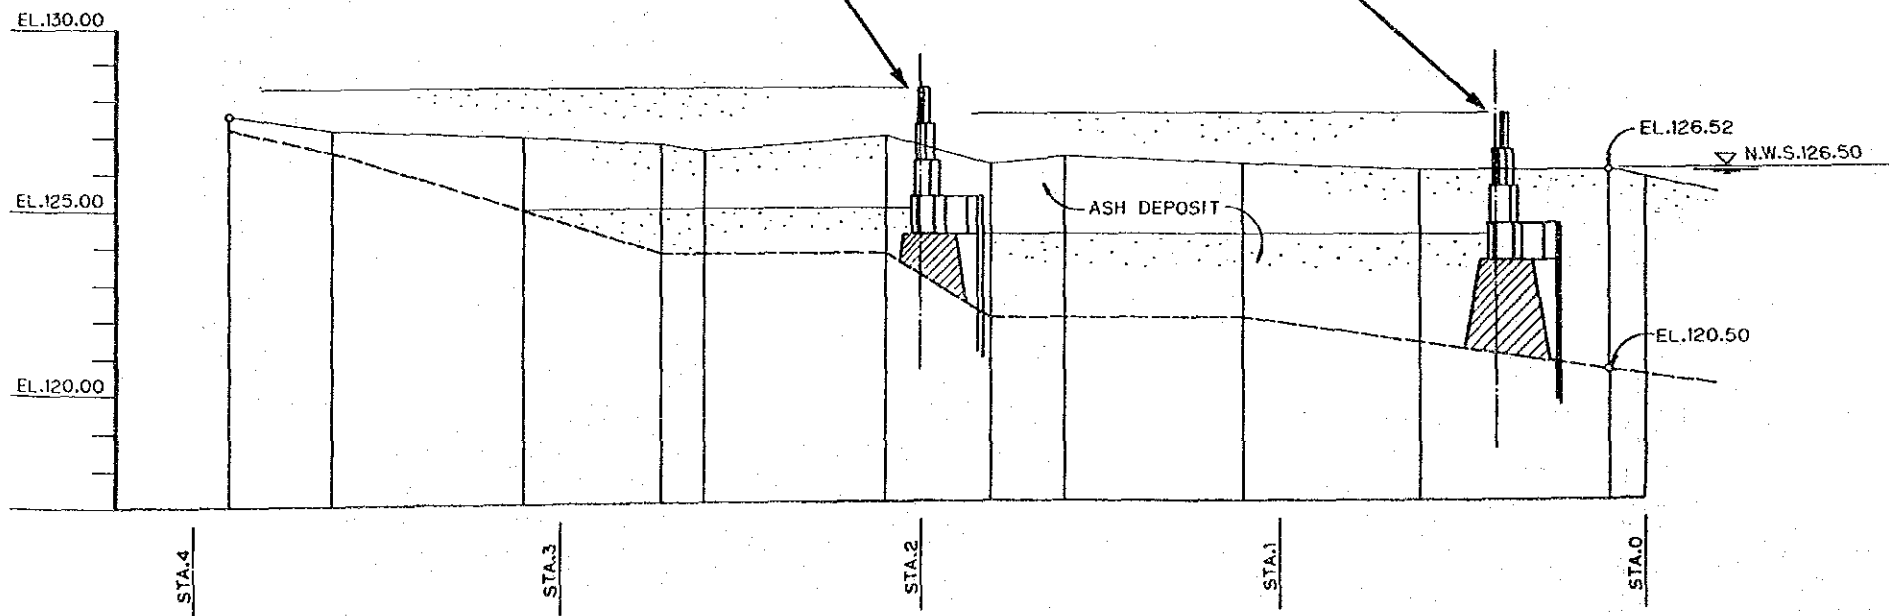 EL.130.00
EL.126.52
N.W.S.126.50
EL.125.00
ASH DEPOSIT
EL.120.50
EL.120.00
STA.4
STA.3
STA.2
STA.1
STA.0